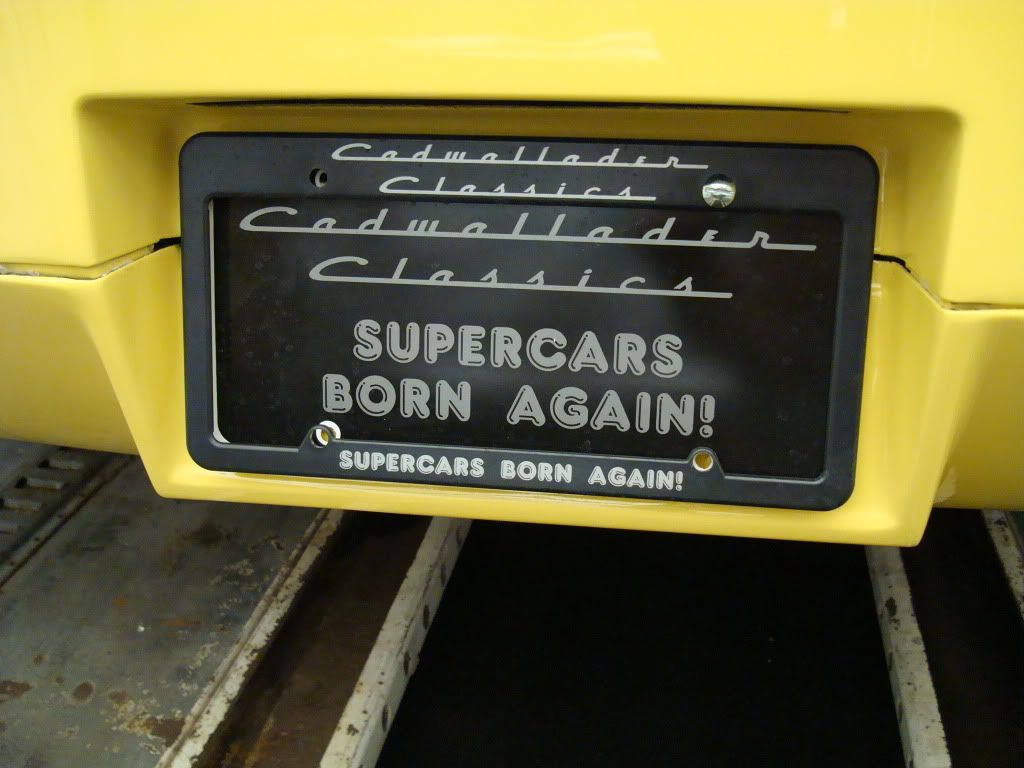 Cadwallader
Classics
Cadwallader
Classics
SUPERCARS
BORN AGAIN!
SUPERCARS BORN AGAIN!